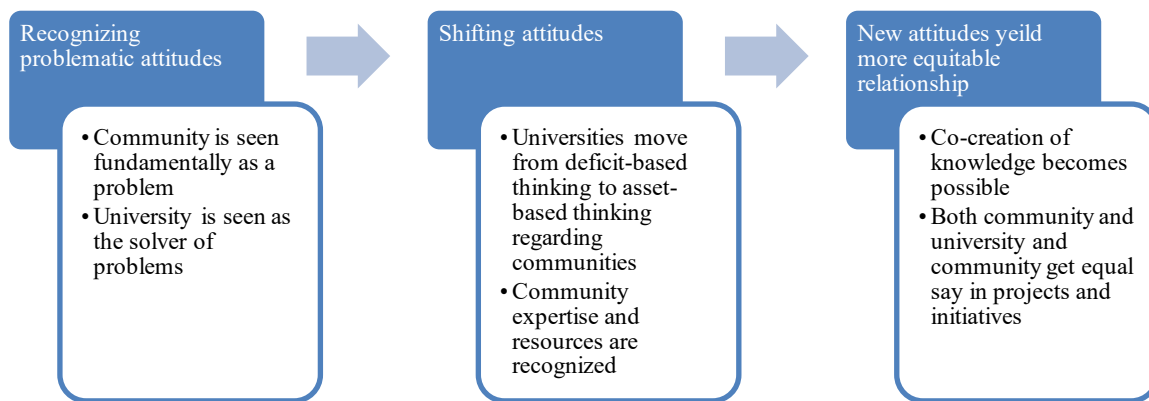 Recognizing
problematic attitudes
• Community is seen
fundamentally as a
problem
• University is seen as
the solver of
problems
Shifting attitudes
• Universities move
from deficit-based
thinking to asset-
based thinking
regarding
communities
• Community
expertise and
resources are
recognized
New attitudes yeild
more equitable
relationship
• Co-creation of
knowledge becomes
possible
• Both community and
university and
community get equal
say in projects and
initiatives